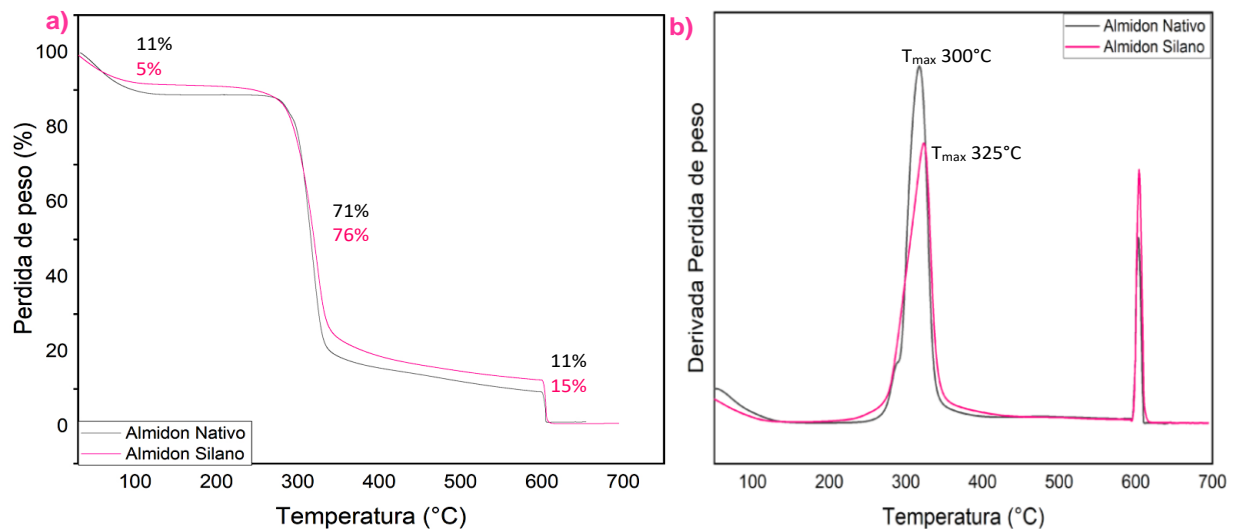 a)
11%
5%
71%
76%
11%
15%
Perdida de peso (%)
100
80
60
40
20
0
Almidon Nativo
Almidon Silano
100 200 300 400 500 600 700
Temperatura (°C)
b)
Almidon Nativo
Almidon Silano
Tmax 300°C
Tmax 325°C
Derivada Perdida de peso
100 200 300 400 500 600 700
Temperatura (°C)